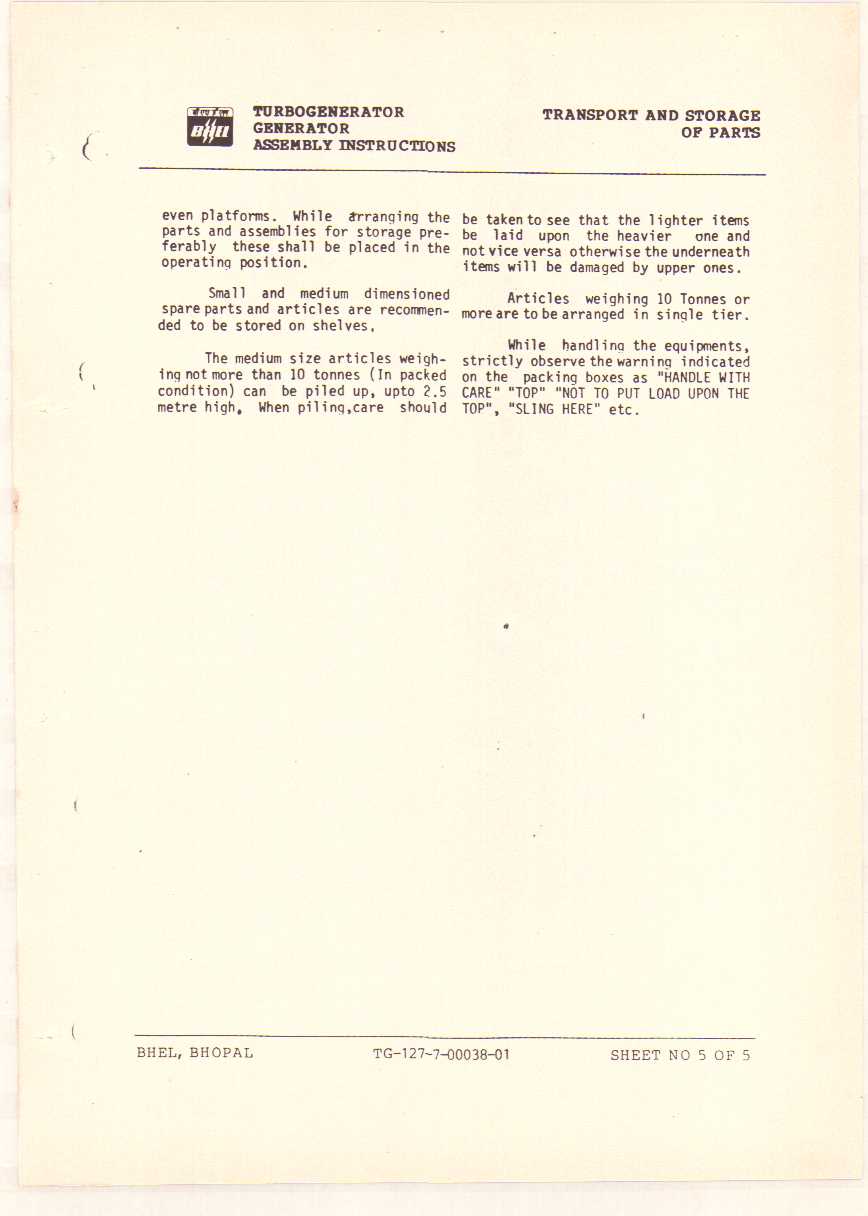 बीएचईएल
BHEL
TURBOGENERATOR
GENERATOR
ASSEMBLY INSTRUCTIONS
TRANSPORT AND STORAGE
OF PARTS
even platforms. While arranging the
parts and assemblies for storage pre-
ferably these shall be placed in the
operating position.
Small and medium dimensioned
spare parts and articles are recommen-
ded to be stored on shelves.
The medium size articles weigh-
ing not more than 10 tonnes (In packed
condition) can be piled up, upto 2.5
metre high. When piling,care should
be taken to see that the lighter items
be laid upon the heavier one and
not vice versa otherwise the underneath
items will be damaged by upper ones.
Articles weighing 10 Tonnes or
more are to be arranged in single tier.
While handling the equipments,
strictly observe the warning indicated
on the packing boxes as "HANDLE WITH
CARE" "TOP" "NOT TO PUT LOAD UPON THE
TOP", "SLING HERE" etc.
BHEL, BHOPAL
TG-127-7-00038-01
SHEET NO 5 OF 5